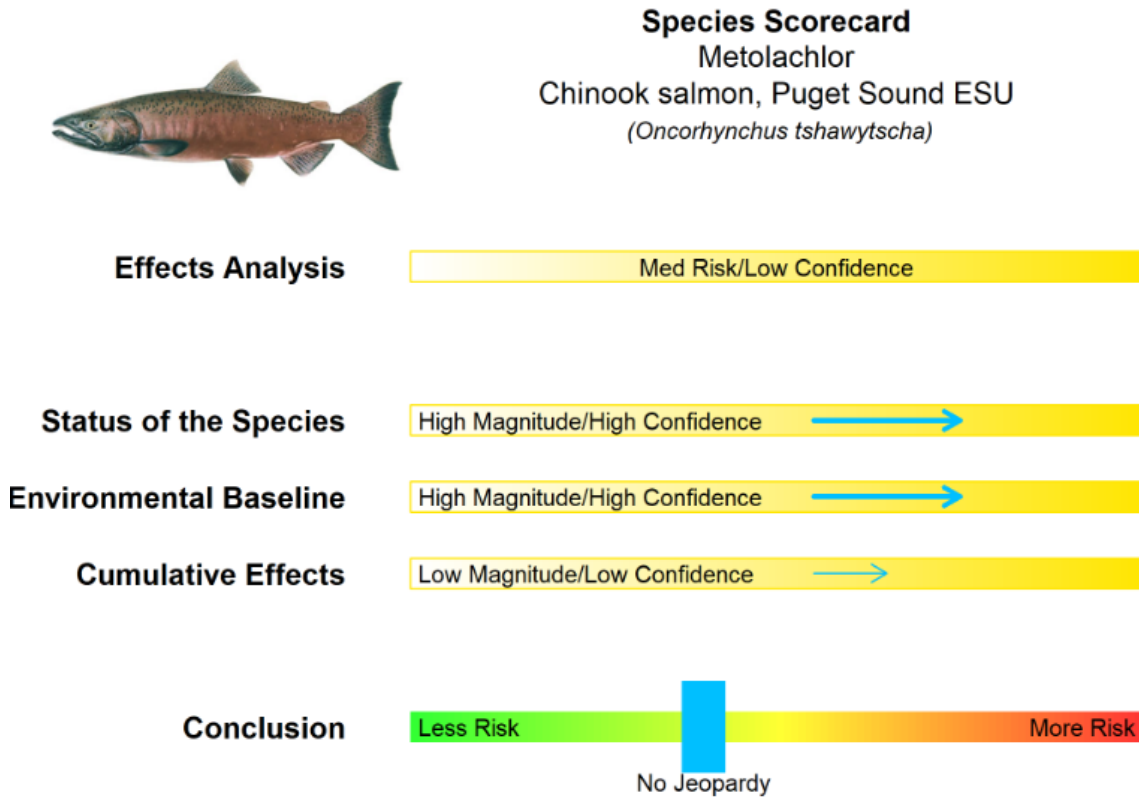 Species Scorecard
Metolachlor
Chinook salmon, Puget Sound ESU
(Oncorhynchus tshawytscha)
Effects Analysis
Med Risk/Low Confidence
Status of the Species
High Magnitude/High Confidence
Environmental Baseline
High Magnitude/High Confidence
Cumulative Effects
Low Magnitude/Low Confidence
Conclusion
Less Risk
More Risk
No Jeopardy